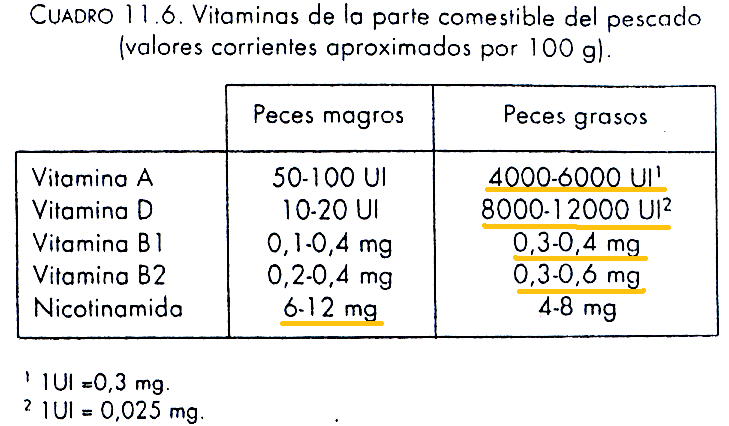 CUADRO 11.6. Vitaminas de la parte comestible del pescado
(valores corrientes aproximados por 100 g).
Peces magros Peces grasos
Vitamina A 50-100 UI 4000-6000 UI¹
Vitamina D 10-20 UI 8000-12000 UI²
Vitamina B1 0,1-0,4 mg 0,3-0,4 mg
Vitamina B2 0,2-0,4 mg 0,3-0,6 mg
Nicotinamida 6-12 mg 4-8 mg
¹ 1UI =0,3 mg.
² 1UI = 0,025 mg.